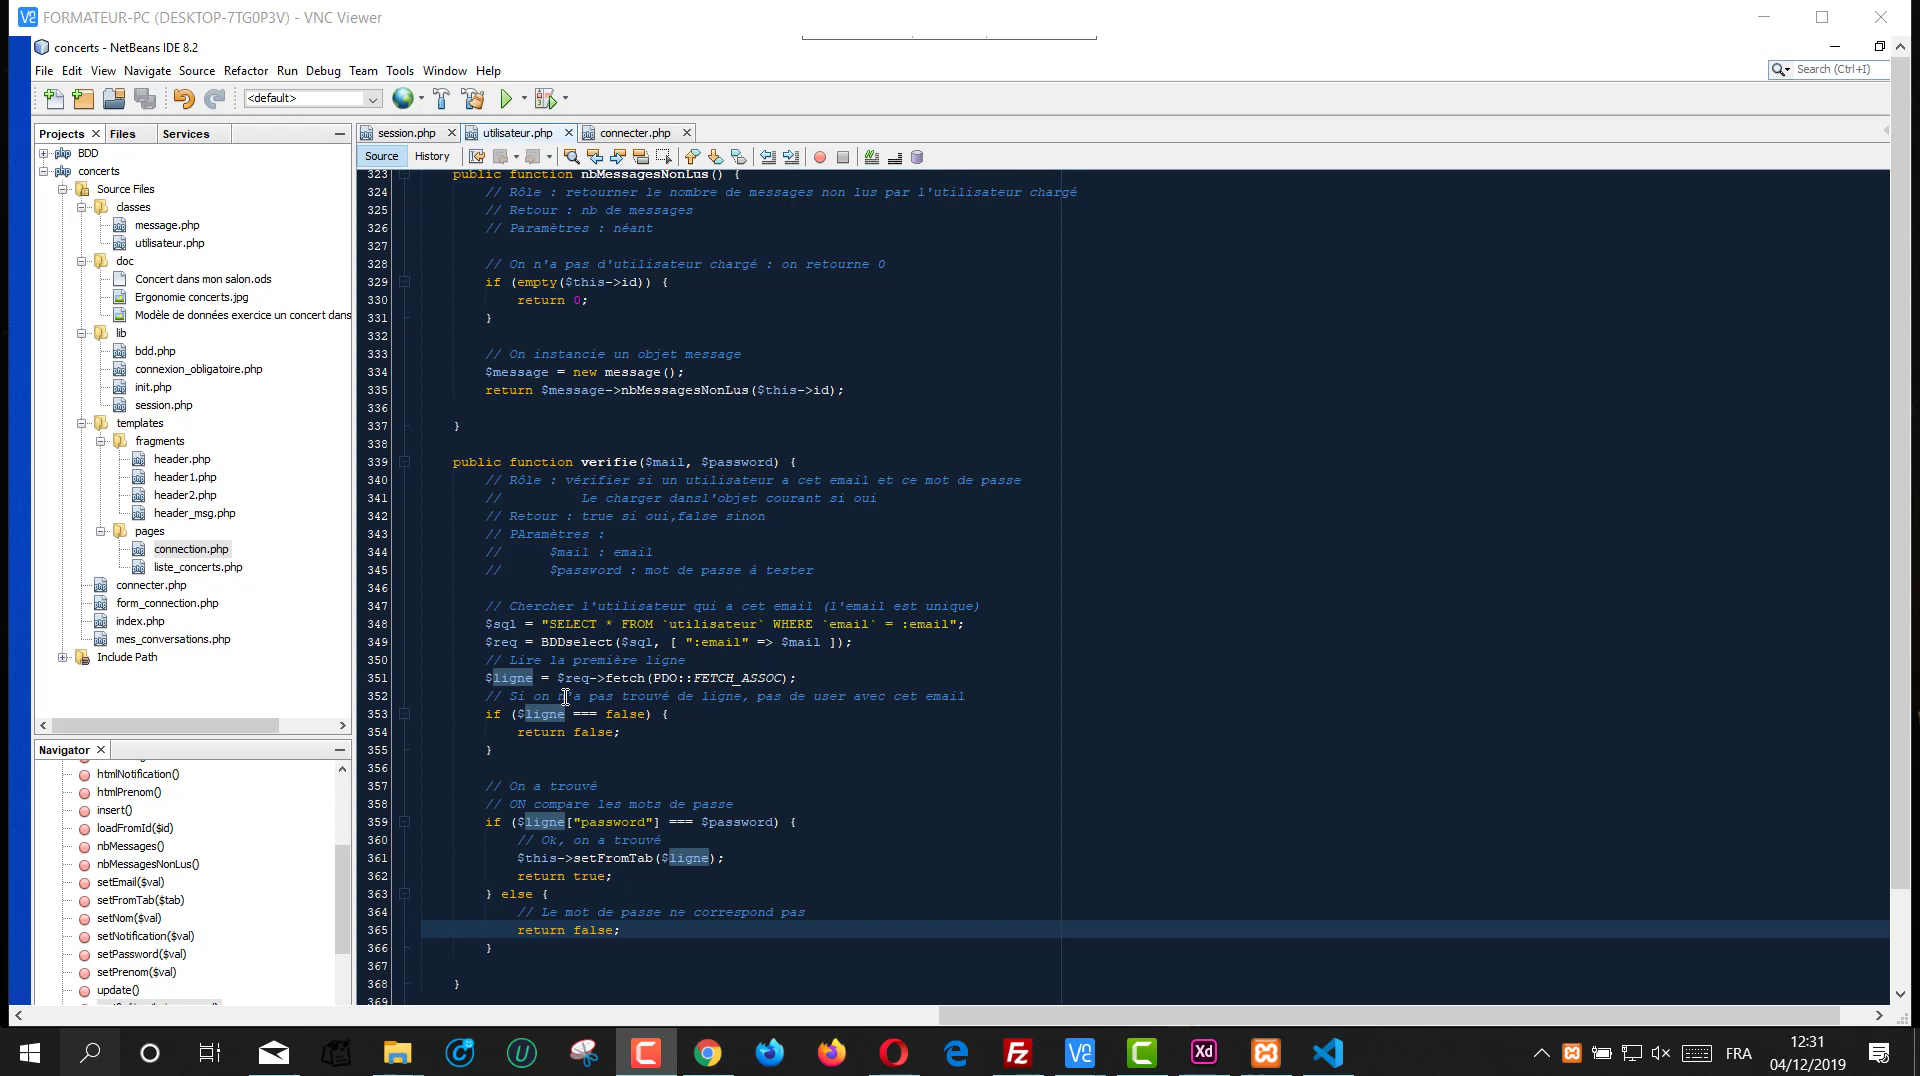 FORMATEUR-PC (DESKTOP-7TG0P3V) - VNC Viewer
concerts - NetBeans IDE 8.2
File Edit View Navigate Source Refactor Run Debug Team Tools Window Help
Search (Ctrl+I)
<default>
Projects Files Services
session.php utilisateur.php connecter.php
Source History
BDD
concerts
Source Files
classes
message.php
utilisateur.php
doc
Concert dans mon salon.ods
Ergonomie concerts.jpg
Modèle de données exercice un concert dans
lib
bdd.php
connexion_obligatoire.php
init.php
session.php
templates
fragments
header.php
header1.php
header2.php
header_msg.php
pages
connection.php
liste_concerts.php
connecter.php
form_connection.php
index.php
mes_conversations.php
Include Path
Navigator
htmlNotification()
htmlPrenom()
insert()
loadFromId($id)
nbMessages()
nbMessagesNonLus()
setEmail($val)
setFromTab($tab)
setNom($val)
setNotification($val)
setPassword($val)
setPrenom($val)
update()
323 public function nbMessagesNonLus() {
324 // Rôle : retourner le nombre de messages non lus par l'utilisateur chargé
325 // Retour : nb de messages
326 // Paramètres : néant
327
328 // On n'a pas d'utilisateur chargé : on retourne 0
329 if (empty($this->id)) {
330 return 0;
331 }
332
333 // On instancie un objet message
334 $message = new message();
335 return $message->nbMessagesNonLus($this->id);
336
337 }
338
339 public function verifie($mail, $password) {
340 // Rôle : vérifier si un utilisateur a cet email et ce mot de passe
341 // Le charger dansl'objet courant si oui
342 // Retour : true si oui,false sinon
343 // PAramètres :
344 // $mail : email
345 // $password : mot de passe à tester
346
347 // Chercher l'utilisateur qui a cet email (l'email est unique)
348 $sql = "SELECT * FROM `utilisateur` WHERE `email` = :email";
349 $req = BDDselect($sql, [ ":email" => $mail ]);
350 // Lire la première ligne
351 $ligne = $req->fetch(PDO::FETCH_ASSOC);
352 // Si on n'a pas trouvé de ligne, pas de user avec cet email
353 if ($ligne === false) {
354 return false;
355 }
356
357 // On a trouvé
358 // ON compare les mots de passe
359 if ($ligne["password"] === $password) {
360 // Ok, on a trouvé
361 $this->setFromTab($ligne);
362 return true;
363 } else {
364 // Le mot de passe ne correspond pas
365 return false;
366 }
367
368 }
369
FRA
12:31
04/12/2019